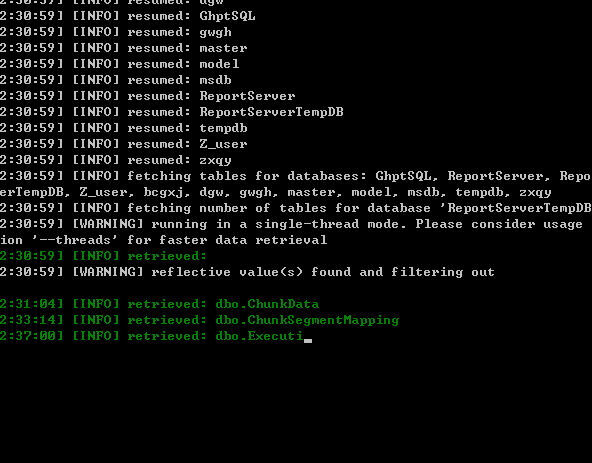 2:30:59] [INFO] resumed: dgw
2:30:59] [INFO] resumed: GhptSQL
2:30:59] [INFO] resumed: gwgh
2:30:59] [INFO] resumed: master
2:30:59] [INFO] resumed: model
2:30:59] [INFO] resumed: msdb
2:30:59] [INFO] resumed: ReportServer
2:30:59] [INFO] resumed: ReportServerTempDB
2:30:59] [INFO] resumed: tempdb
2:30:59] [INFO] resumed: Z_user
2:30:59] [INFO] resumed: zxqy
2:30:59] [INFO] fetching tables for databases: GhptSQL, ReportServer, Repo
erTempDB, Z_user, bcgxj, dgw, gwgh, master, model, msdb, tempdb, zxqy
2:30:59] [INFO] fetching number of tables for database 'ReportServerTempDB
2:30:59] [WARNING] running in a single-thread mode. Please consider usage
ion '--threads' for faster data retrieval
2:30:59] [INFO] retrieved:
2:30:59] [WARNING] reflective value(s) found and filtering out
2:31:04] [INFO] retrieved: dbo.ChunkData
2:33:14] [INFO] retrieved: dbo.ChunkSegmentMapping
2:37:00] [INFO] retrieved: dbo.Executi